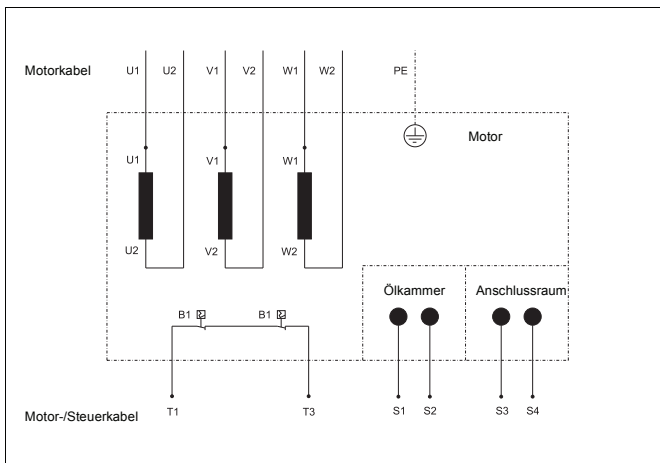 Motorkabel U1 U2 V1 V2 W1 W2 PE
Motor
U1 V1 W1
U2 V2 W2
Ölkammer Anschlussraum
B1 B1
T1 T3 S1 S2 S3 S4
Motor-/Steuerkabel